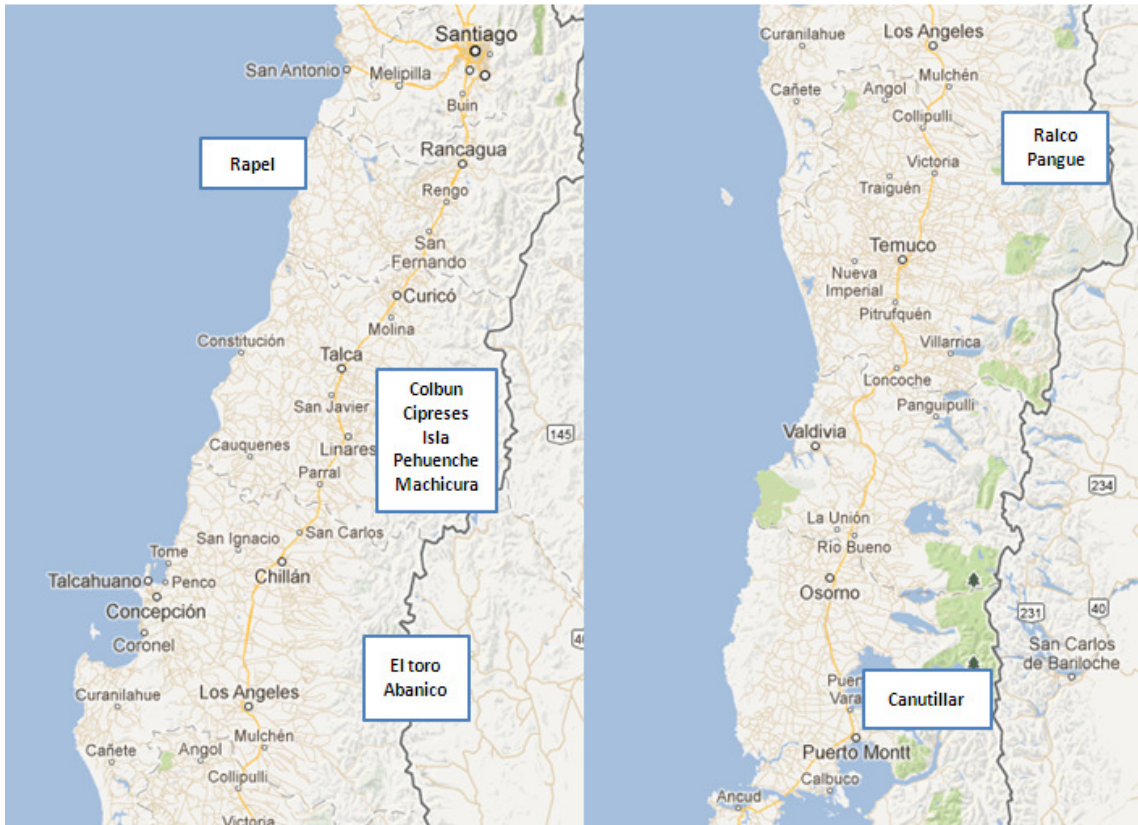 Santiago
San Antonio
Melipilla
Buin
Rapel
Rancagua
Rengo
San
Fernando
Curicó
Molina
Constitución
Talca
San Javier
Colbun
Cipreses
Isla
Pehuenche
Machicura
145
Linares
Cauquenes
Parral
San Ignacio
San Carlos
Tome
Chillán
Talcahuano
Penco
Concepción
Coronel
El toro
Abanico
40
Los Angeles
Curanilahue
Mulchén
Cañete
Angol
Collipulli
Victoria
Curanilahue
Los Angeles
Mulchén
Cañete
Angol
Collipulli
Ralco
Pangue
Victoria
Traiguén
Temuco
Nueva
Imperial
Pitrufquén
Villarrica
Loncoche
Panguipulli
Valdivia
234
La Unión
Río Bueno
Osorno
231
40
San Carlos
de Bariloche
Puer
Vara
Canutillar
Puerto Montt
Calbuco
Ancud